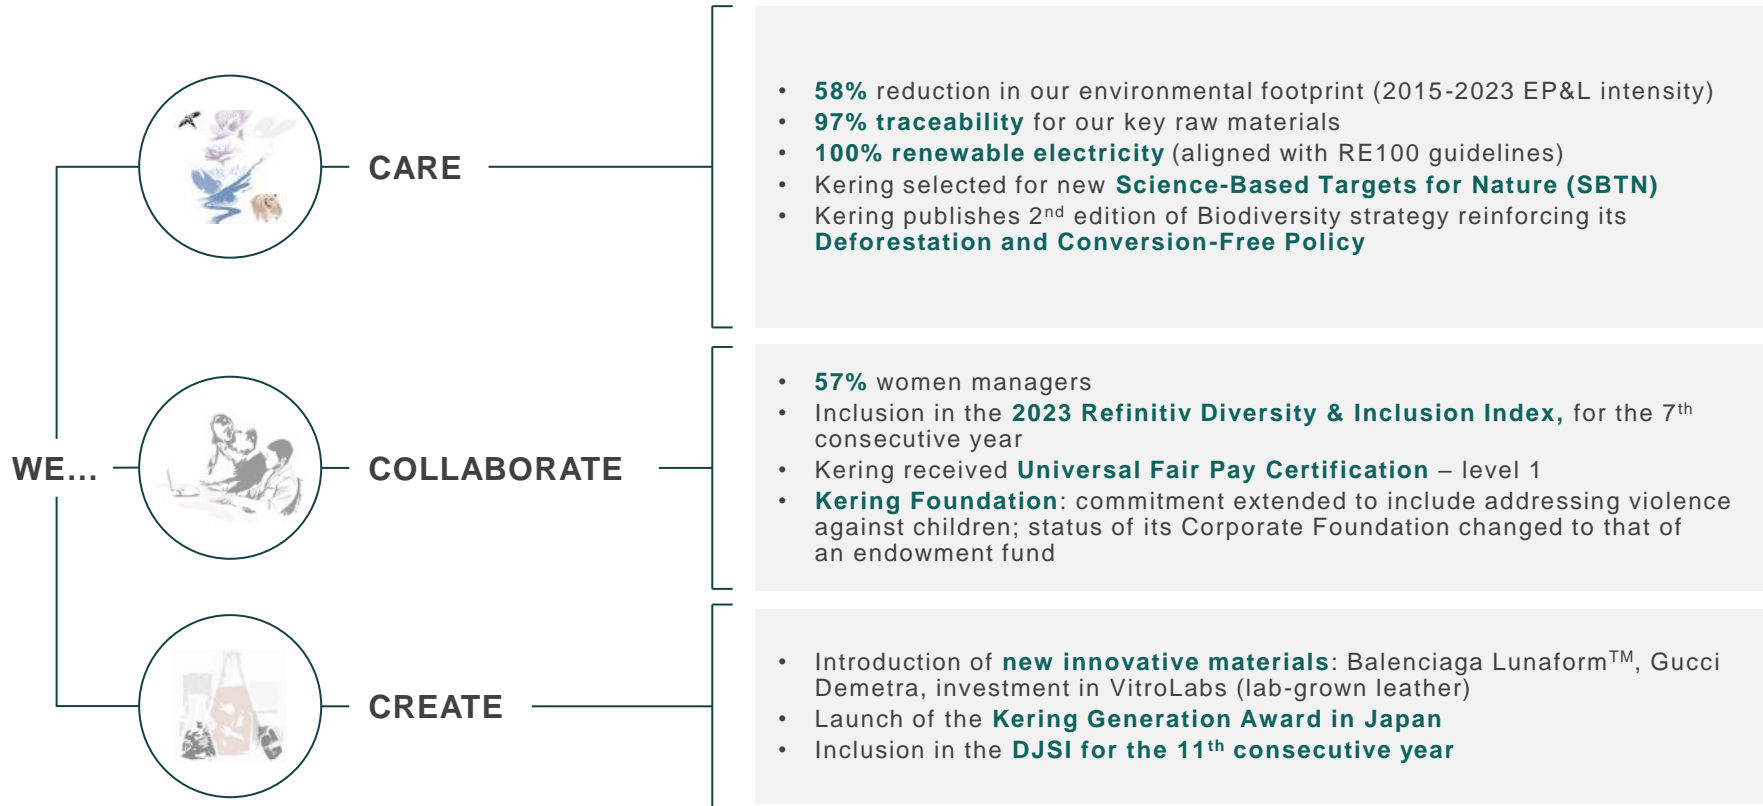 WE...
CARE
• 58% reduction in our environmental footprint (2015-2023 EP&L intensity)
• 97% traceability for our key raw materials
• 100% renewable electricity (aligned with RE100 guidelines)
• Kering selected for new Science-Based Targets for Nature (SBTN)
• Kering publishes 2nd edition of Biodiversity strategy reinforcing its
Deforestation and Conversion-Free Policy
COLLABORATE
• 57% women managers
• Inclusion in the 2023 Refinitiv Diversity & Inclusion Index, for the 7th
consecutive year
• Kering received Universal Fair Pay Certification – level 1
• Kering Foundation: commitment extended to include addressing violence
against children; status of its Corporate Foundation changed to that of
an endowment fund
CREATE
• Introduction of new innovative materials: Balenciaga Lunaform™, Gucci
Demetra, investment in VitroLabs (lab-grown leather)
• Launch of the Kering Generation Award in Japan
• Inclusion in the DJSI for the 11th consecutive year